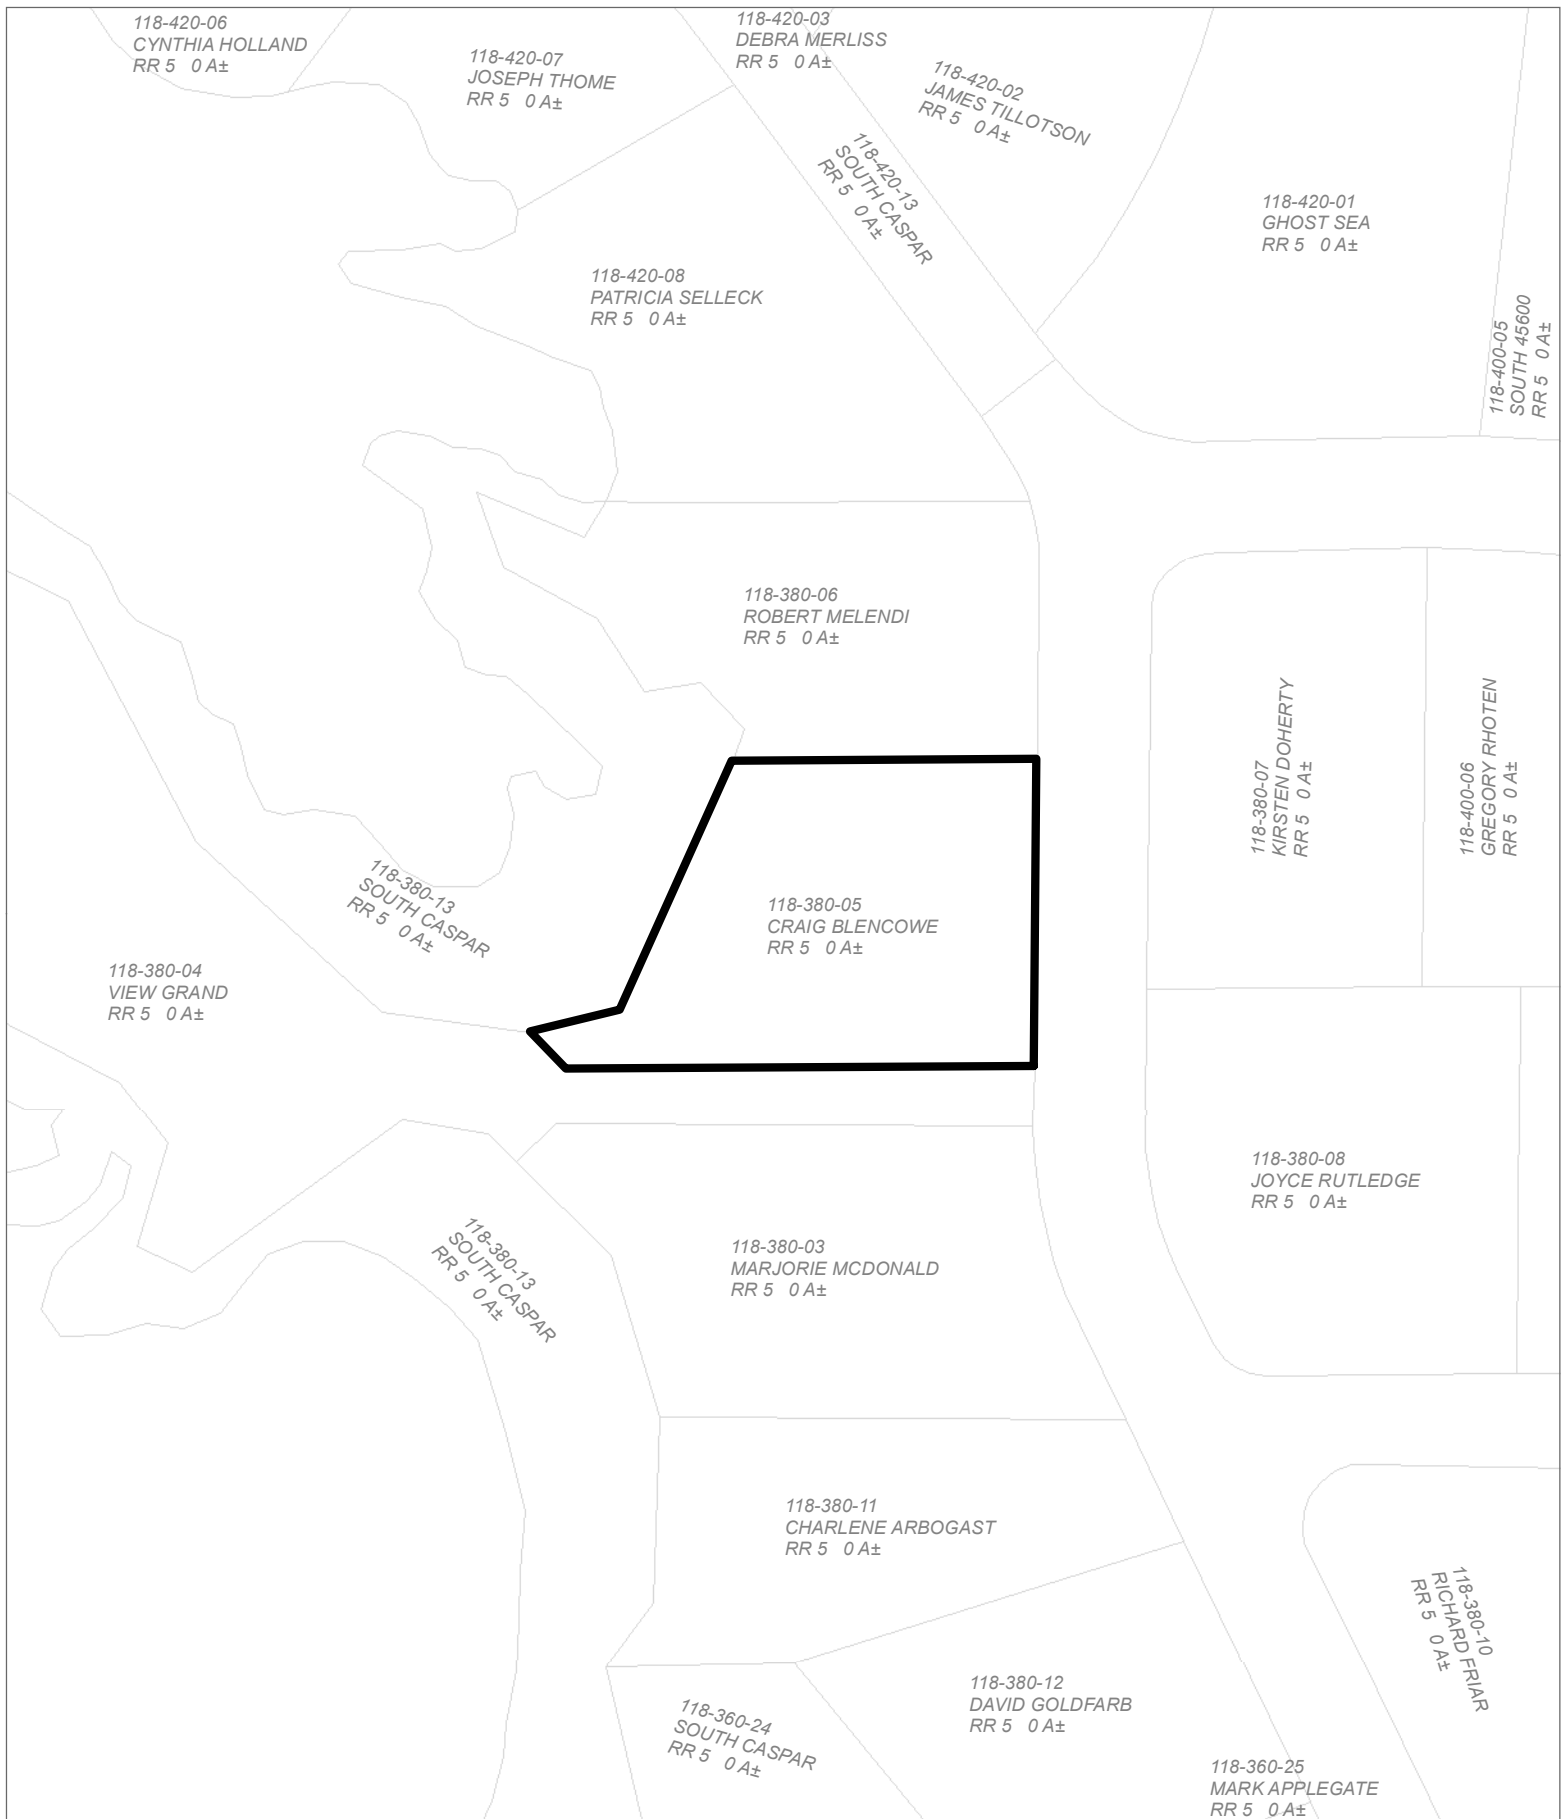 118-420-06
CYNTHIA HOLLAND
RR 5 0 A±
118-420-07
JOSEPH THOME
RR 5 0 A±
118-420-03
DEBRA MERLISS
RR 5 0 A±
118-420-02
JAMES TILLOTSON
RR 5 0 A±
118-420-13
SOUTH CASPAR
RR 5 0 A±
118-420-01
GHOST SEA
RR 5 0 A±
118-420-08
PATRICIA SELLECK
RR 5 0 A±
118-400-05
SOUTH 45600
RR 5 0 A±
118-380-06
ROBERT MELENDI
RR 5 0 A±
118-380-07
KIRSTEN DOHERTY
RR 5 0 A±
118-400-06
GREGORY RHOTEN
RR 5 0 A±
118-380-13
SOUTH CASPAR
RR 5 0 A±
118-380-05
CRAIG BLENCOWE
RR 5 0 A±
118-380-04
VIEW GRAND
RR 5 0 A±
118-380-08
JOYCE RUTLEDGE
RR 5 0 A±
118-380-13
SOUTH CASPAR
RR 5 0 A±
118-380-03
MARJORIE MCDONALD
RR 5 0 A±
118-380-11
CHARLENE ARBOGAST
RR 5 0 A±
118-380-10
RICHARD FRIAR
RR 5 0 A±
118-380-12
DAVID GOLDFARB
RR 5 0 A±
118-360-24
SOUTH CASPAR
RR 5 0 A±
118-360-25
MARK APPLEGATE
RR 5 0 A±